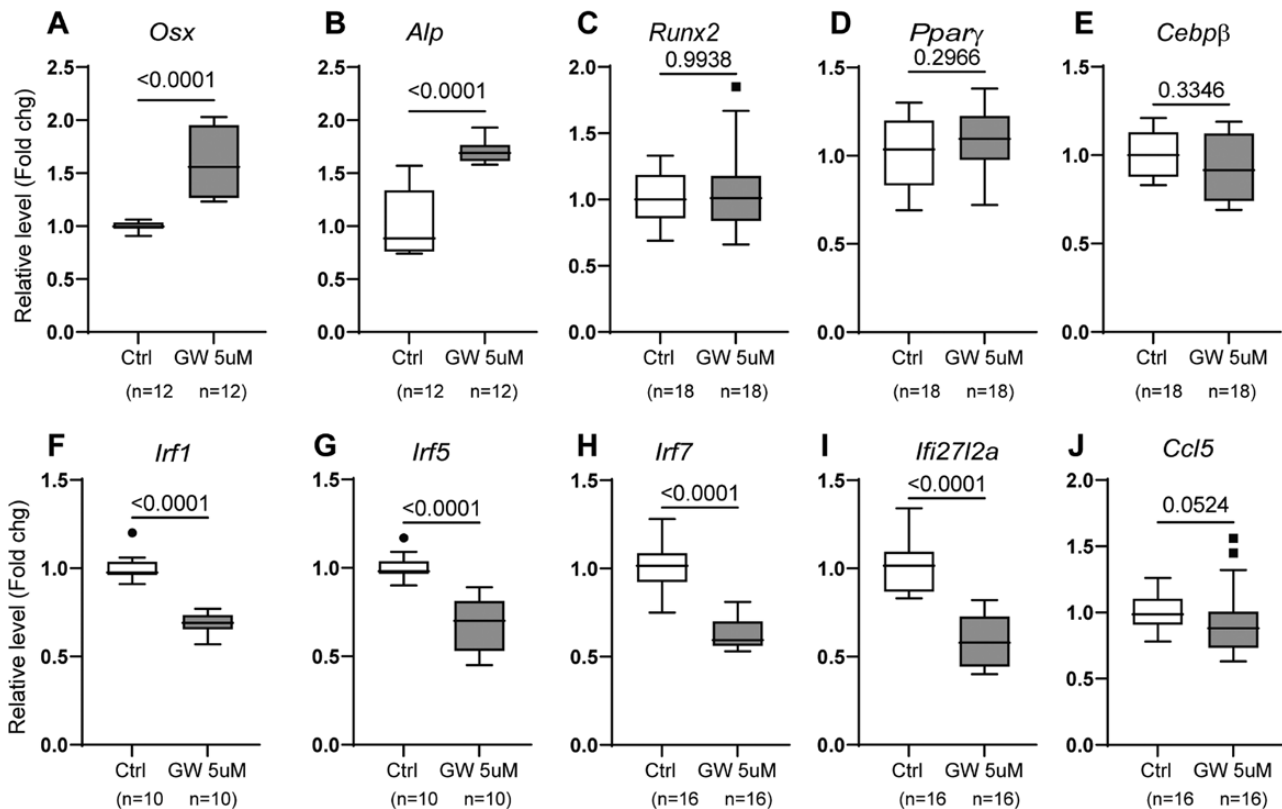 A Osx
Relative level (Fold chg)
2.5
2.0
1.5
1.0
0.5
0.0
<0.0001
Ctrl GW 5uM
(n=12 n=12)
B Alp
2.5
2.0
1.5
1.0
0.5
0.0
<0.0001
Ctrl GW 5uM
(n=12 n=12)
C Runx2
2.0
1.5
1.0
0.5
0.0
0.9938
Ctrl GW 5uM
(n=18 n=18)
D Pparγ
1.5
1.0
0.5
0.0
0.2966
Ctrl GW 5uM
(n=18 n=18)
E Cebpβ
1.5
1.0
0.5
0.0
0.3346
Ctrl GW 5uM
(n=18 n=18)
F Irf1
Relative level (Fold chg)
1.5
1.0
0.5
0.0
<0.0001
Ctrl GW 5uM
(n=10 n=10)
G Irf5
1.5
1.0
0.5
0.0
<0.0001
Ctrl GW 5uM
(n=10 n=10)
H Irf7
1.5
1.0
0.5
0.0
<0.0001
Ctrl GW 5uM
(n=16 n=16)
I Ifi27l2a
1.5
1.0
0.5
0.0
<0.0001
Ctrl GW 5uM
(n=16 n=16)
J Ccl5
2.0
1.5
1.0
0.5
0.0
0.0524
Ctrl GW 5uM
(n=16 n=16)